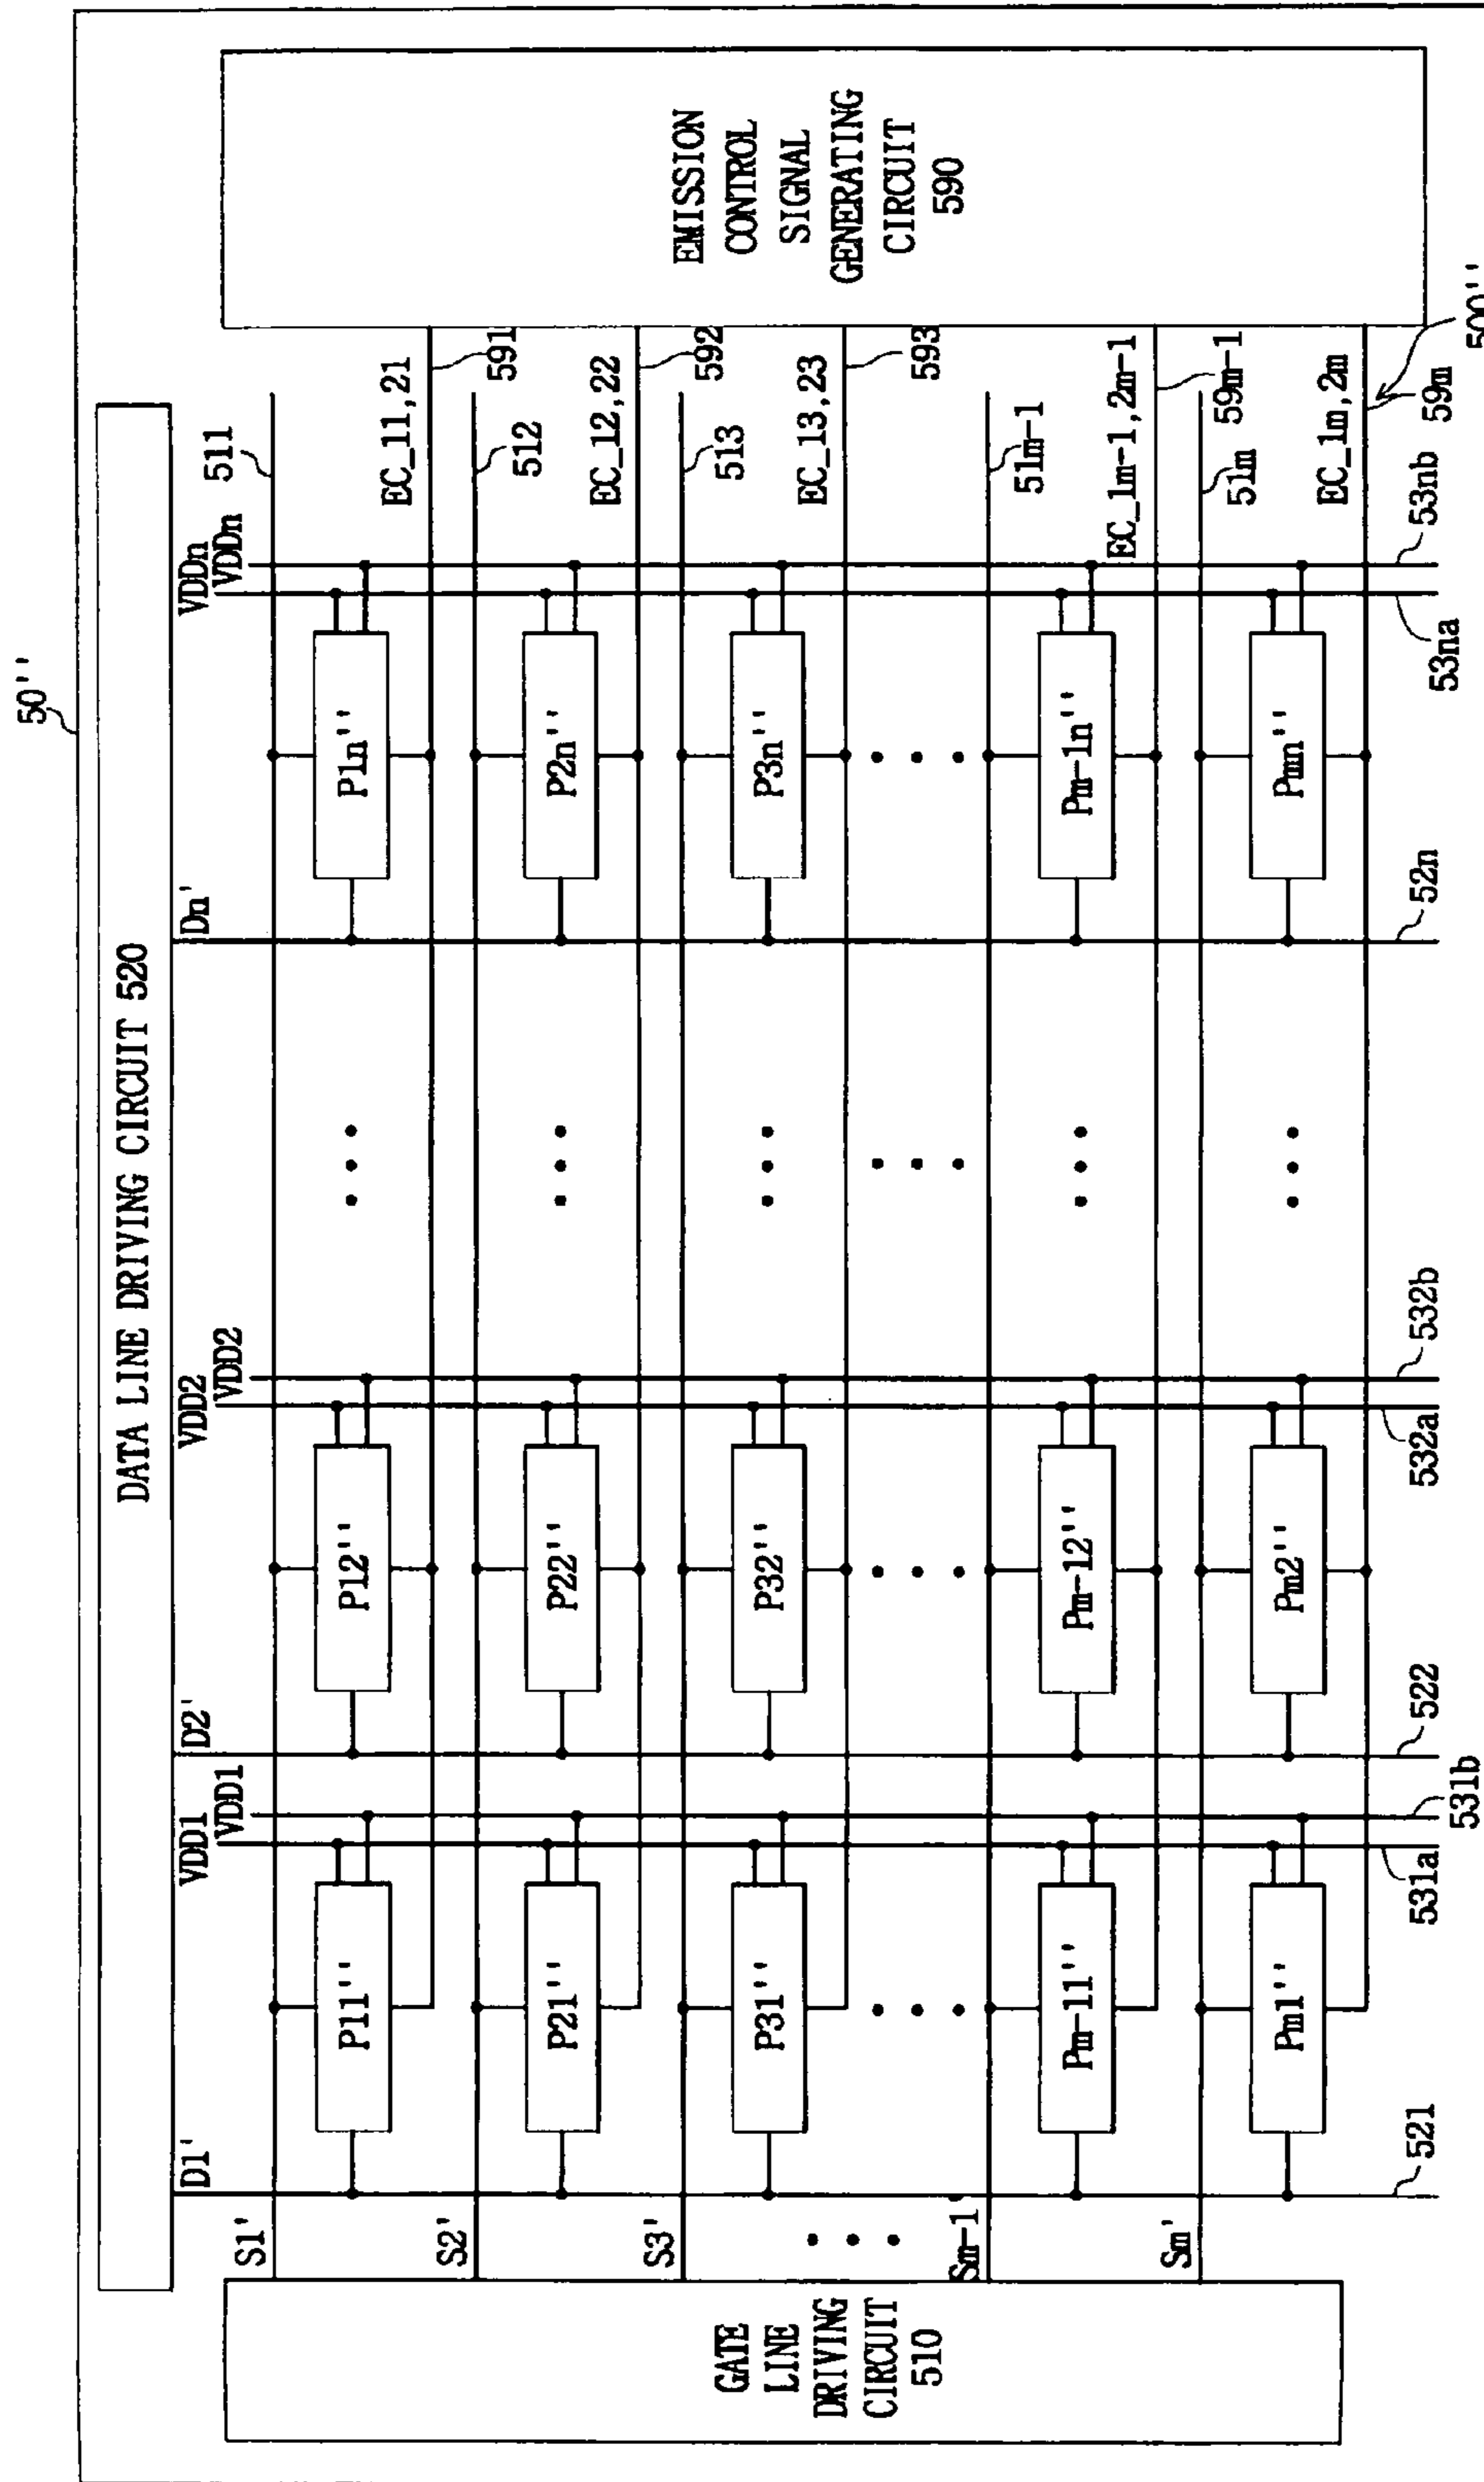 50''
DATA LINE DRIVING CIRCUIT 520
D1'
VDD1
VDD1
D2'
VDD2
VDD2
Dn'
VDDn
VDDn
GATE
LINE
DRIVING
CIRCUIT
510
EMISSION
CONTROL
SIGNAL
GENERATING
CIRCUIT
590
S1'
511
P11''
P12''
P1n''
EC_11,21
591
S2'
512
P21''
P22''
P2n''
EC_12,22
592
S3'
513
P31''
P32''
P3n''
EC_13,23
593
Sm-1
51m-1
Pm-11''
Pm-12''
Pm-1n''
EC_1m-1,2m-1
59m-1
Sm'
51m
Pm1''
Pm2''
Pmn''
EC_1m,2m
59m
521
531a
531b
522
532a
532b
52n
53na
53nb
500''